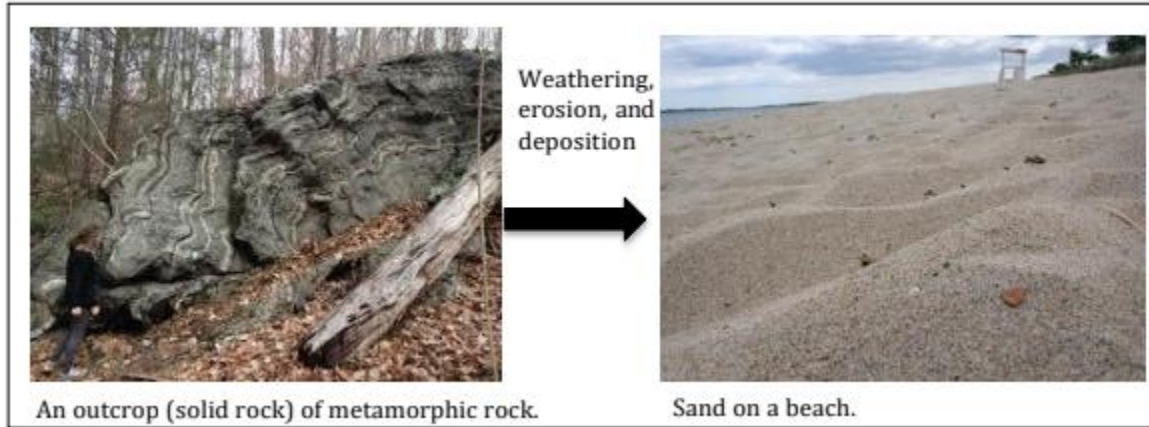 Weathering,
erosion, and
deposition
An outcrop (solid rock) of metamorphic rock.
Sand on a beach.